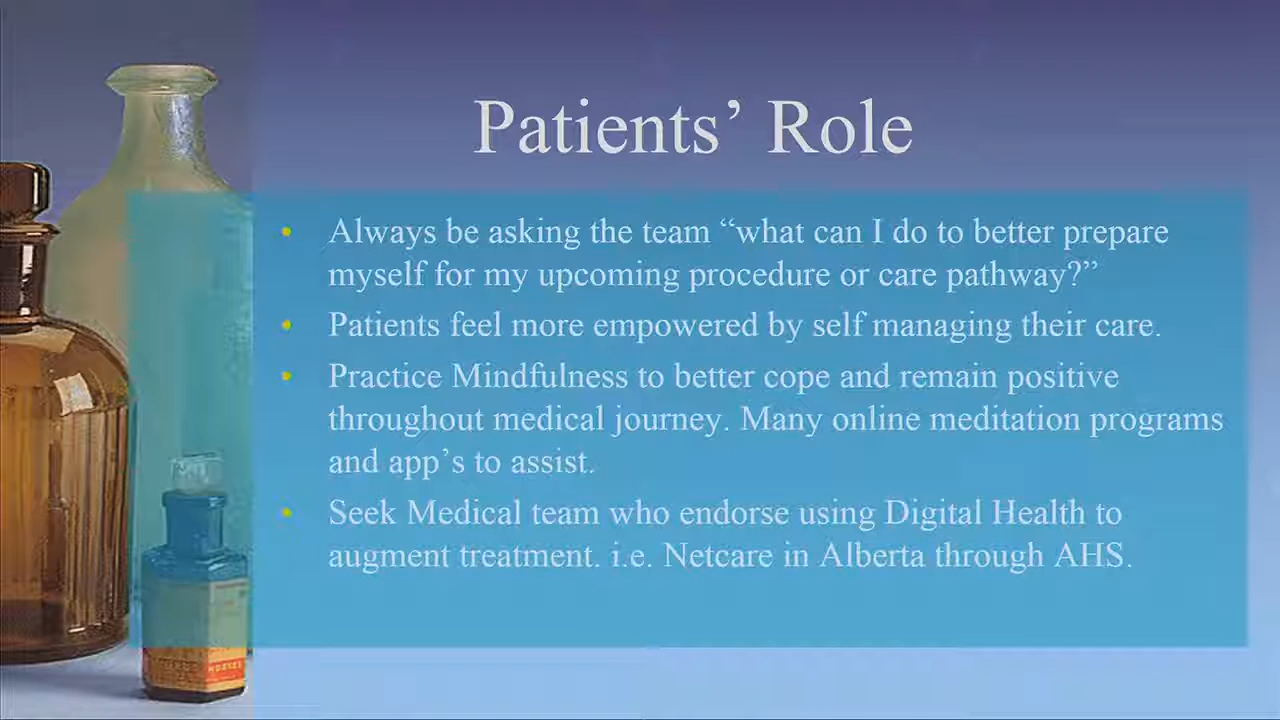 Patients’ Role
• Always be asking the team “what can I do to better prepare
myself for my upcoming procedure or care pathway?”
• Patients feel more empowered by self managing their care.
• Practice Mindfulness to better cope and remain positive
throughout medical journey. Many online meditation programs
and app’s to assist.
• Seek Medical team who endorse using Digital Health to
augment treatment. i.e. Netcare in Alberta through AHS.